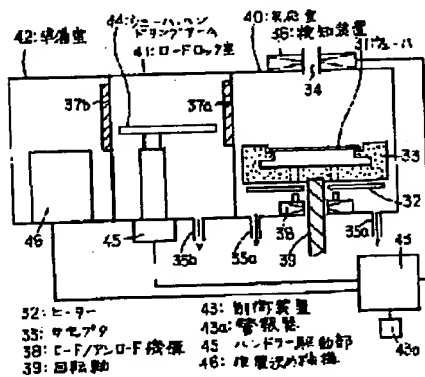 42:準備室
44:ウェーハ・ハンドリングアーム
41:ロードロック室
40:反応室
36:検知装置
31:ウェーハ
34
37b
37a
33
32
46
45
35b
35a
38
39
35a
45
43a
32:ヒーター
33:サセプタ
38:ロード/アンロード機構
39:回転軸
43:制御装置
43a:警報器
45 ハンドラー駆動部
46:位置決め機構